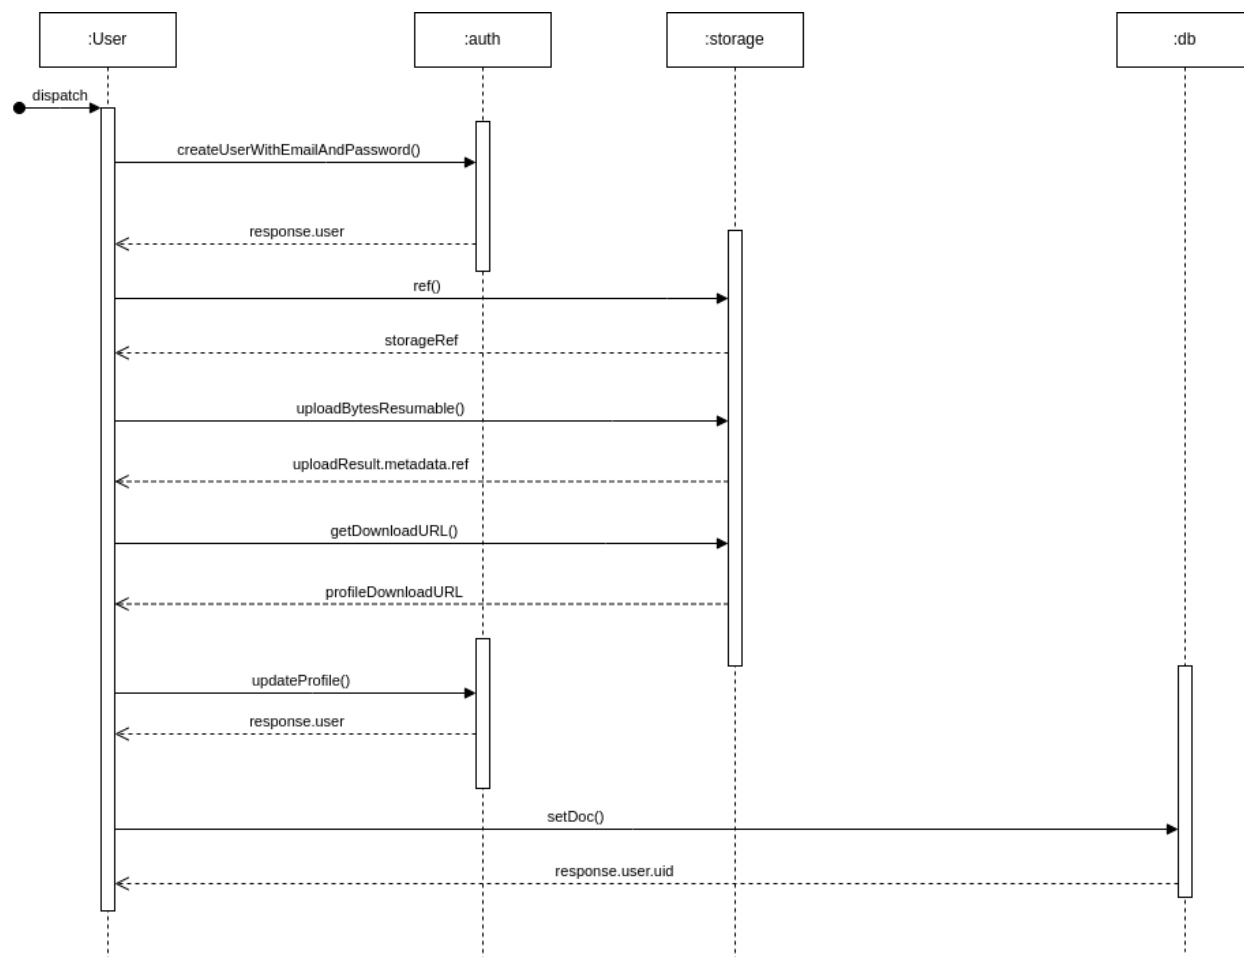 :User
:auth
:storage
:db
dispatch
createUserWithEmailAndPassword()
response.user
ref()
storageRef
uploadBytesResumable()
uploadResult.metadata.ref
getDownloadURL()
profileDownloadURL
updateProfile()
response.user
setDoc()
response.user.uid